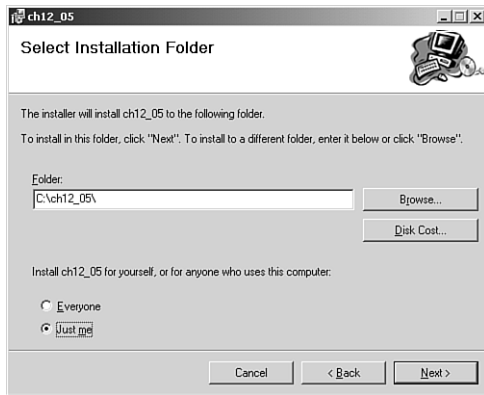 ch12_05
Select Installation Folder
The installer will install ch12_05 to the following folder.
To install in this folder, click "Next". To install to a different folder, enter it below or click "Browse".
Folder:
C:\ch12_05\
Browse...
Disk Cost...
Install ch12_05 for yourself, or for anyone who uses this computer:
Everyone
Just me
Cancel
< Back
Next >